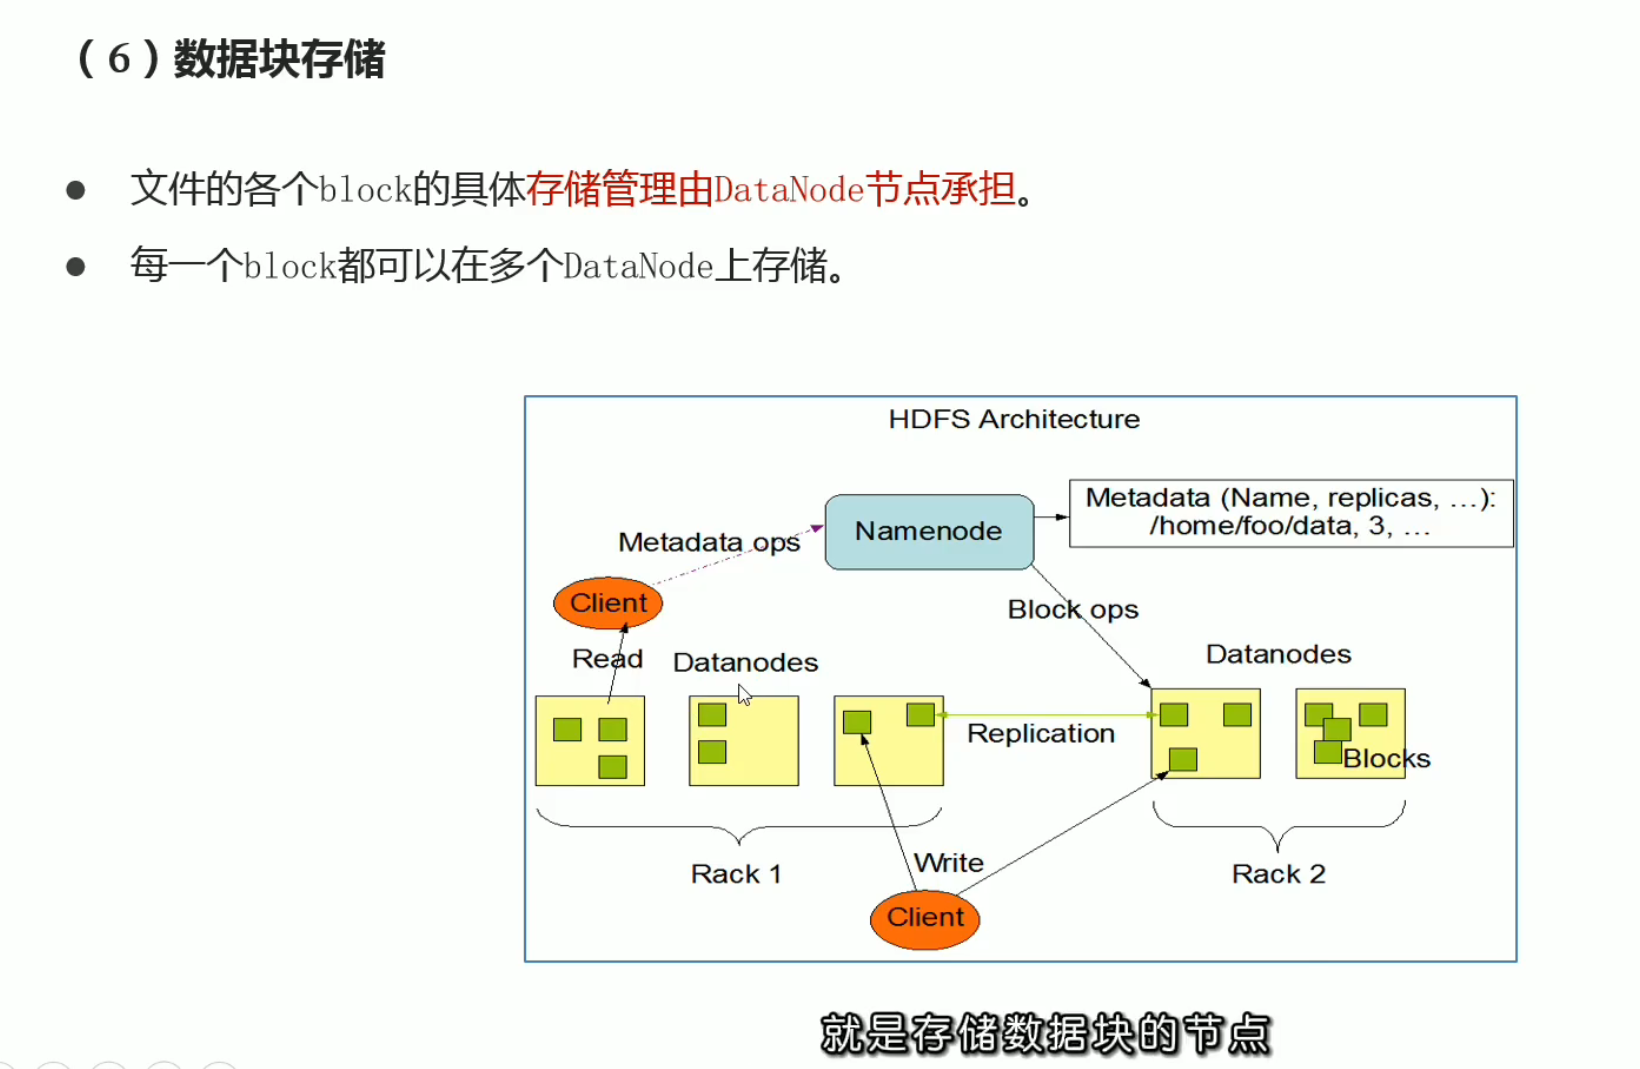 （6）数据块存储
● 文件的各个block的具体存储管理由DataNode节点承担。
● 每一个block都可以在多个DataNode上存储。
HDFS Architecture
Metadata (Name, replicas, ...):
/home/foo/data, 3, ...
Namenode
Metadata ops
Client
Block ops
Read
Datanodes
Datanodes
Replication
Blocks
Rack 1
Write
Rack 2
Client
就是存储数据块的节点